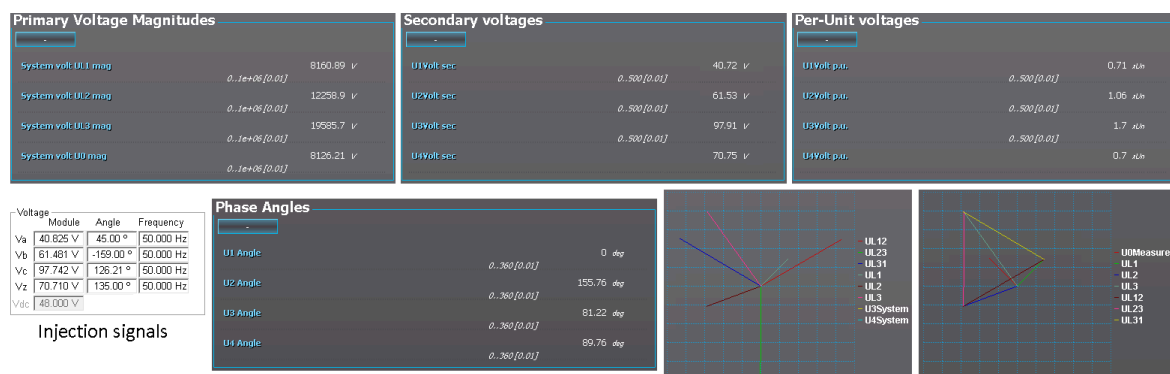 Primary Voltage Magnitudes
-
System volt UL1 mag 8160.89 V
0..1e+06 [0.01]
System volt UL2 mag 12258.9 V
0..1e+06 [0.01]
System volt UL3 mag 19585.7 V
0..1e+06 [0.01]
System volt U0 mag 8126.21 V
0..1e+06 [0.01]
Secondary voltages
-
U1Volt sec 40.72 V
0..500 [0.01]
U2Volt sec 61.53 V
0..500 [0.01]
U3Volt sec 97.91 V
0..500 [0.01]
U4Volt sec 70.75 V
Per-Unit voltages
-
U1Volt p.u. 0.71 xUn
0..500 [0.01]
U2Volt p.u. 1.06 xUn
0..500 [0.01]
U3Volt p.u. 1.7 xUn
0..500 [0.01]
U4Volt p.u. 0.7 xUn
Voltage
Module Angle Frequency
Va 40.825 V 45.00 º 50.000 Hz
Vb 61.481 V -159.00 º 50.000 Hz
Vc 97.742 V 126.21 º 50.000 Hz
Vz 70.710 V 135.00 º 50.000 Hz
Vdc 48.000 V
Injection signals
Phase Angles
-
U1 Angle 0 deg
0..360 [0.01]
U2 Angle 155.76 deg
0..360 [0.01]
U3 Angle 81.22 deg
0..360 [0.01]
U4 Angle 89.76 deg
0..360 [0.01]
UL12
UL23
UL31
UL1
UL2
UL3
U3System
U4System
U0Measure
UL1
UL2
UL3
UL12
UL23
UL31